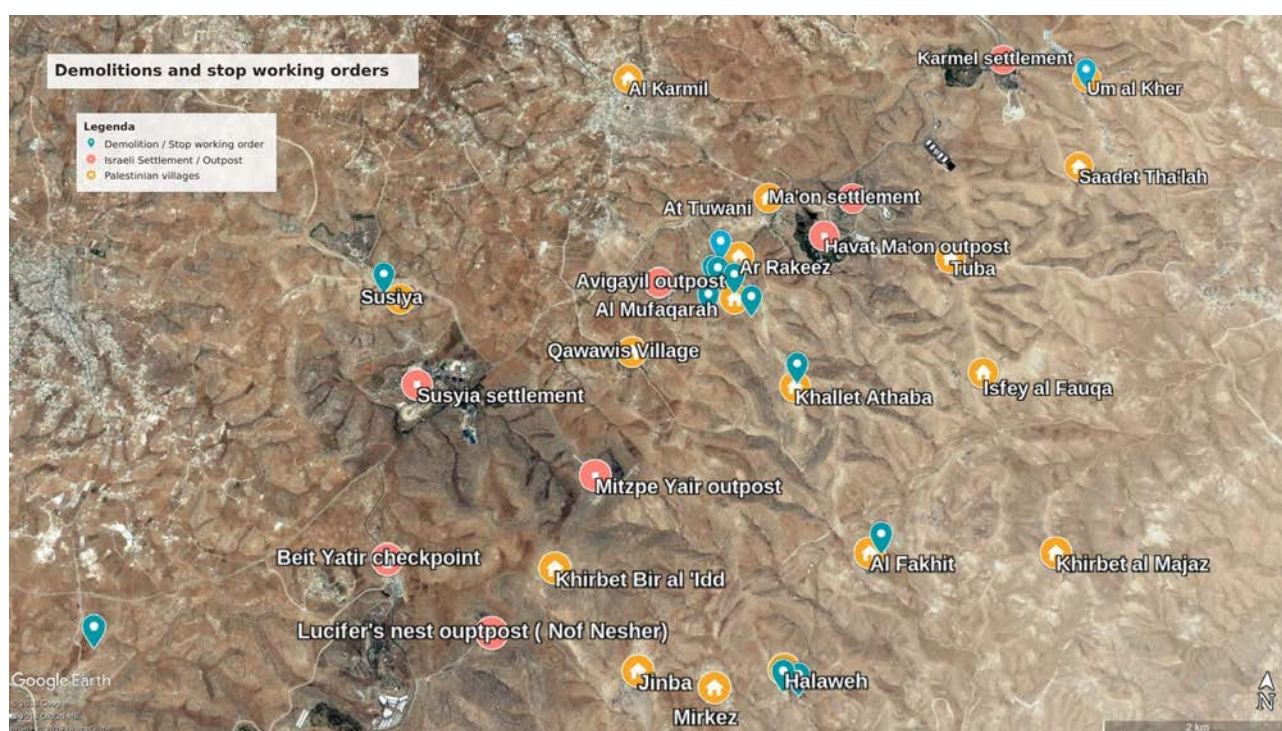 Demolitions and stop working orders
Legenda
Demolition / Stop working order
Israeli Settlement / Outpost
Palestinian villages
Karmel settlement
Al Karmil
Um al Kher
Saadet Tha'lah
Ma'on settlement
At Tuwani
Havat Ma'on outpost
Ar Rakeez
Tuba
Avigayil outpost
Susiya
Al Mufaqarah
Qawawis Village
Isfey al Fauqa
Susyia settlement
Khallet Athaba
Mitzpe Yair outpost
Beit Yatir checkpoint
Al Fakhit
Khirbet al Majaz
Khirbet Bir al 'Idd
Lucifer's nest ouptpost ( Nof Nesher)
Google Earth
Jinba
Halaweh
Mirkez
N
2 km